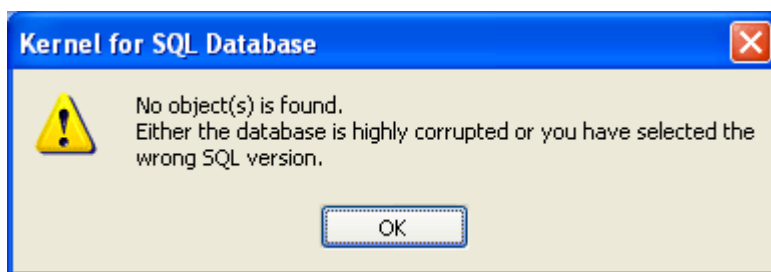 Kernel for SQL Database
No object(s) is found.
Either the database is highly corrupted or you have selected the
wrong SQL version.
OK